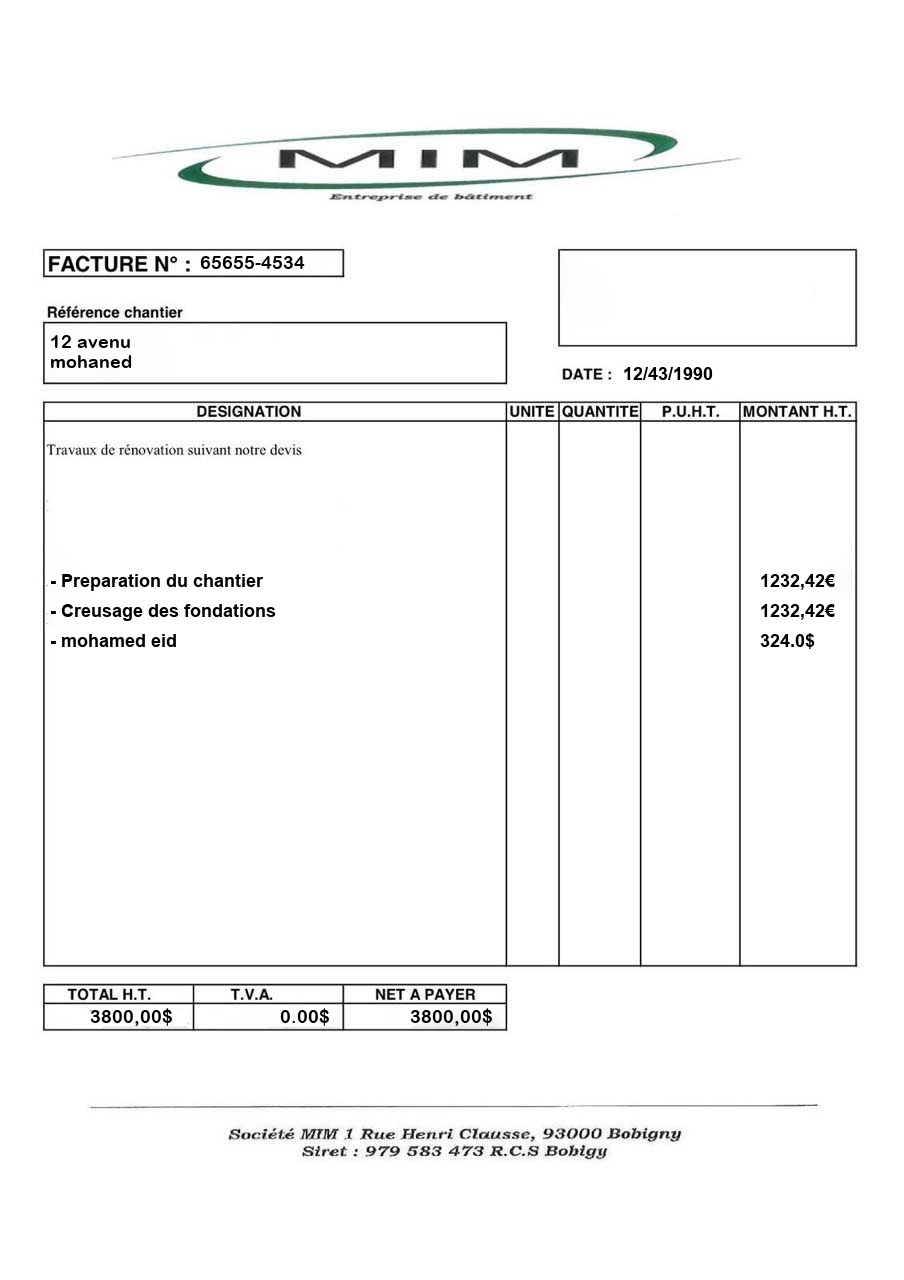 MIM
Entreprise de bâtiment
FACTURE N° : 65655-4534
Référence chantier
12 avenu
mohaned
DATE : 12/43/1990
DESIGNATION UNITE QUANTITE P.U.H.T. MONTANT H.T.
Travaux de rénovation suivant notre devis
- Preparation du chantier 1232,42€
- Creusage des fondations 1232,42€
- mohamed eid 324.0$
TOTAL H.T. T.V.A. NET A PAYER
3800,00$ 0.00$ 3800,00$
Société MIM 1 Rue Henri Clausse, 93000 Bobigny
Siret : 979 583 473 R.C.S Bobigy